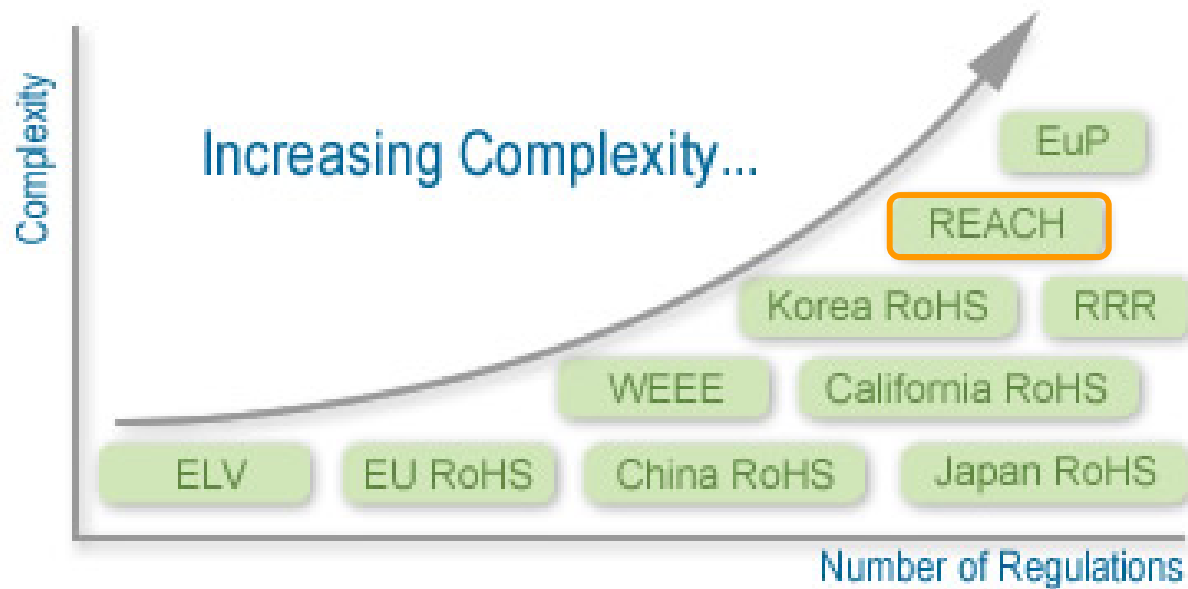 Complexity
Increasing Complexity...
EuP
REACH
Korea RoHS
RRR
WEEE
California RoHS
ELV
EU RoHS
China RoHS
Japan RoHS
Number of Regulations